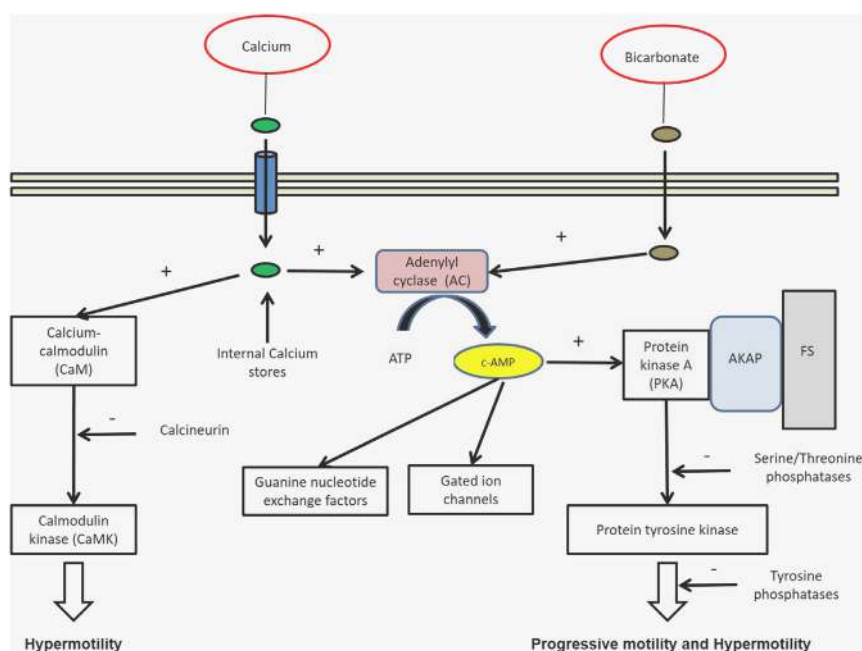 Calcium
Bicarbonate
+
+
+
Adenylyl
cyclase (AC)
Calcium-
calmodulin
(CaM)
Internal Calcium
stores
ATP
c-AMP
+
Protein
kinase A
(PKA)
AKAP
FS
-
Calcineurin
-
Serine/Threonine
phosphatases
Guanine nucleotide
exchange factors
Gated ion
channels
Calmodulin
kinase (CaMK)
Protein tyrosine kinase
-
Tyrosine
phosphatases
Hypermotility
Progressive motility and Hypermotility